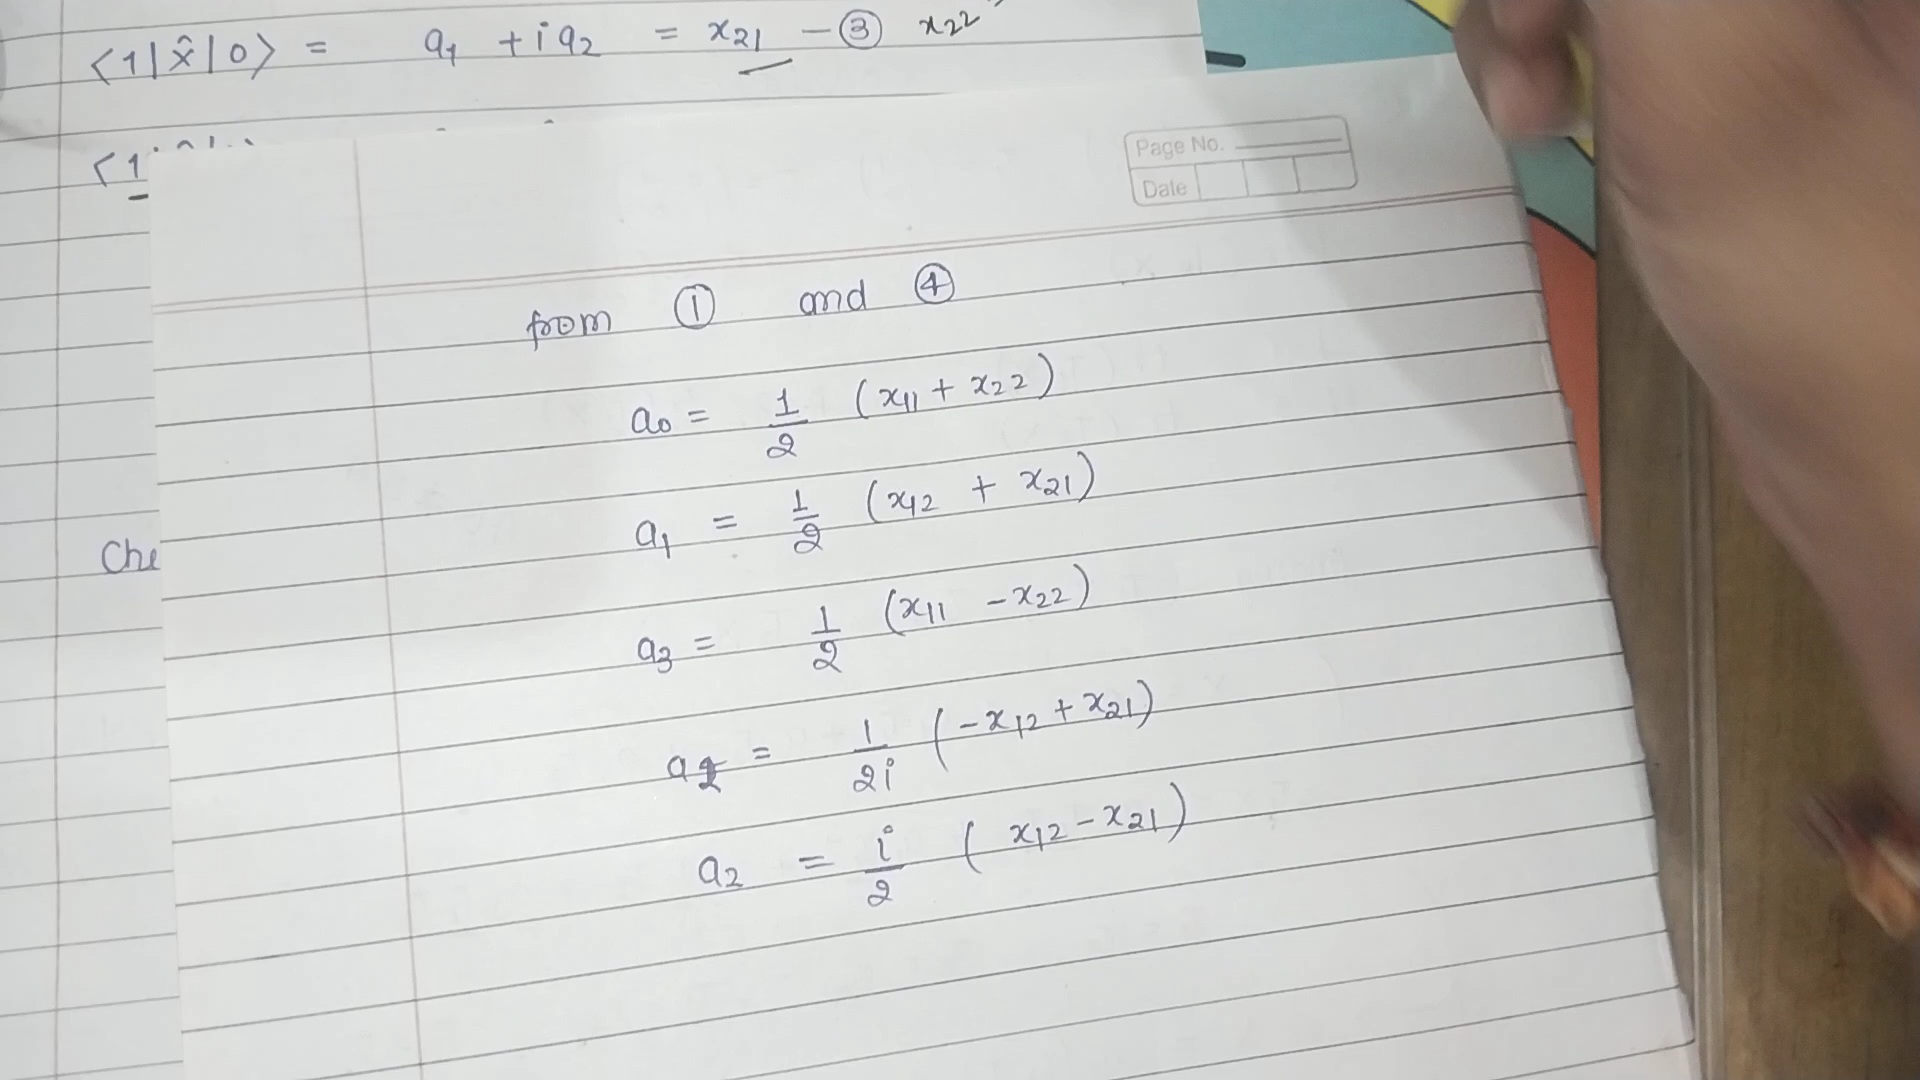 ⟨1|x̂|0⟩ = a₁ + i a₂ = x₂₁ — ③ x₂₂
⟨1
Page No.
Date
from ① and ④
a₀ = 1/2 (x₁₁ + x₂₂)
a₁ = 1/2 (x₁₂ + x₂₁)
Che
a₃ = 1/2 (x₁₁ - x₂₂)
a₂ = 1/2i (-x₁₂ + x₂₁)
a₂ = i/2 (x₁₂ - x₂₁)